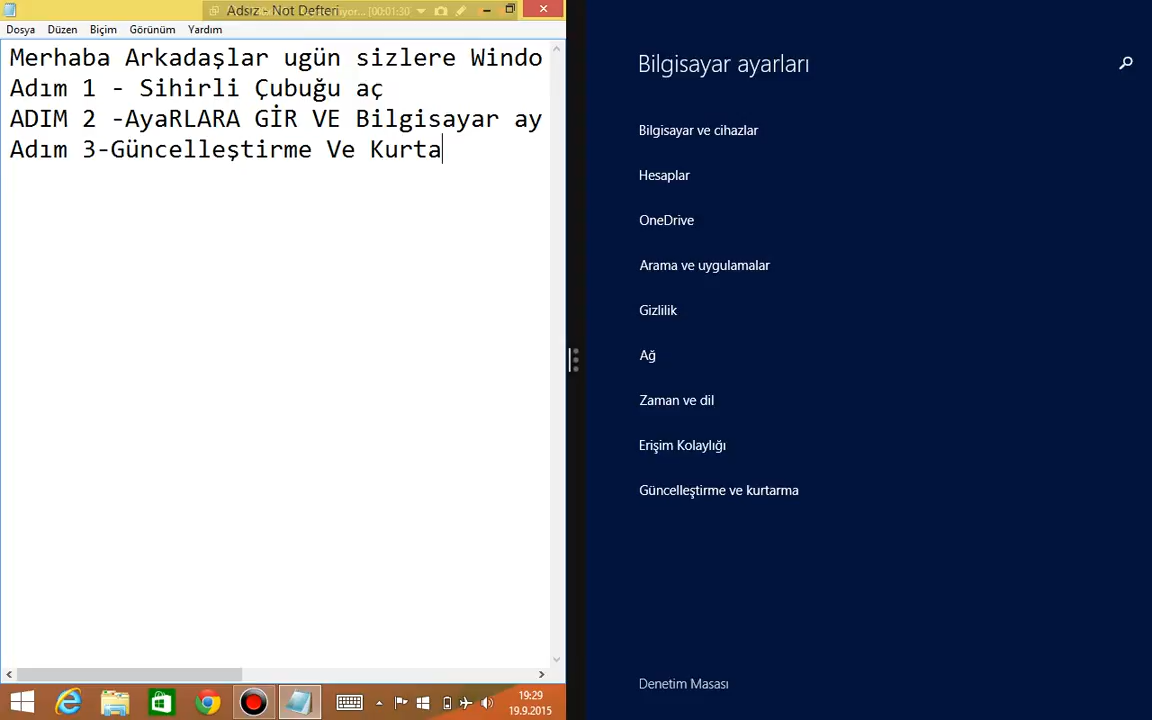 Adsız - Not Defteri
[00:01:30]
Dosya Düzen Biçim Görünüm Yardım
Merhaba Arkadaşlar ugün sizlere Windo
Adım 1 - Sihirli Çubuğu aç
ADIM 2 -AyaRLARA GİR VE Bilgisayar ay
Adım 3-Güncelleştirme Ve Kurta
Bilgisayar ayarları
Bilgisayar ve cihazlar
Hesaplar
OneDrive
Arama ve uygulamalar
Gizlilik
Ağ
Zaman ve dil
Erişim Kolaylığı
Güncelleştirme ve kurtarma
Denetim Masası
19:29
19.9.2015